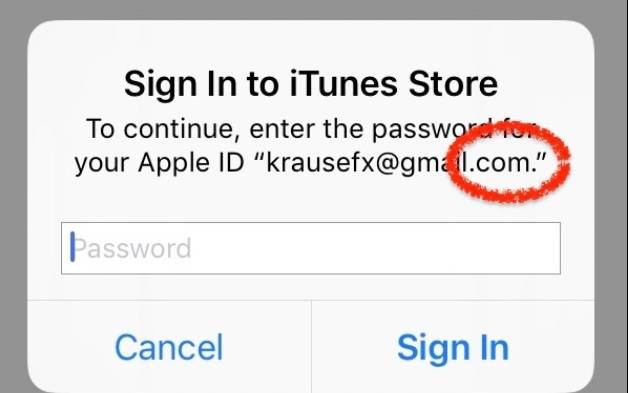 Sign In to iTunes Store
To continue, enter the password for
your Apple ID “krausefx@gmail.com.”
Password
Cancel
Sign In